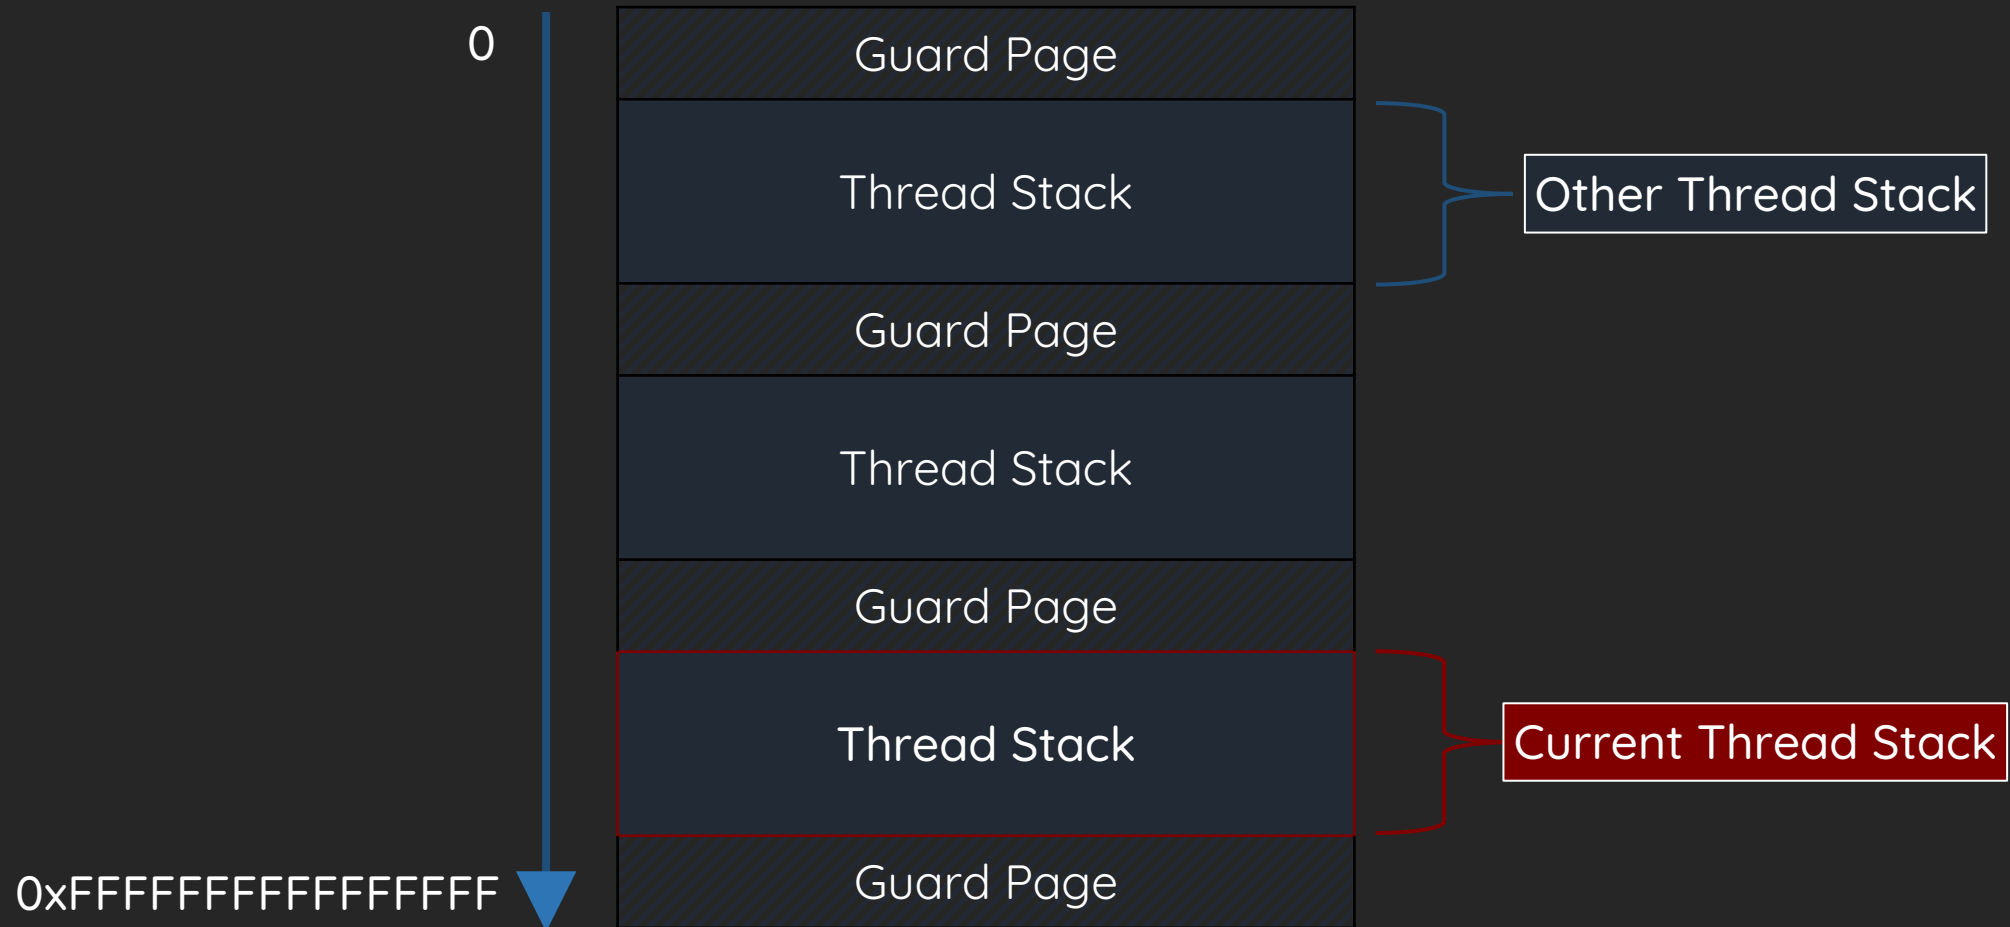 0
Guard Page
Thread Stack
Other Thread Stack
Guard Page
Thread Stack
Guard Page
Thread Stack
Current Thread Stack
Guard Page
0xFFFFFFFFFFFFFFFF